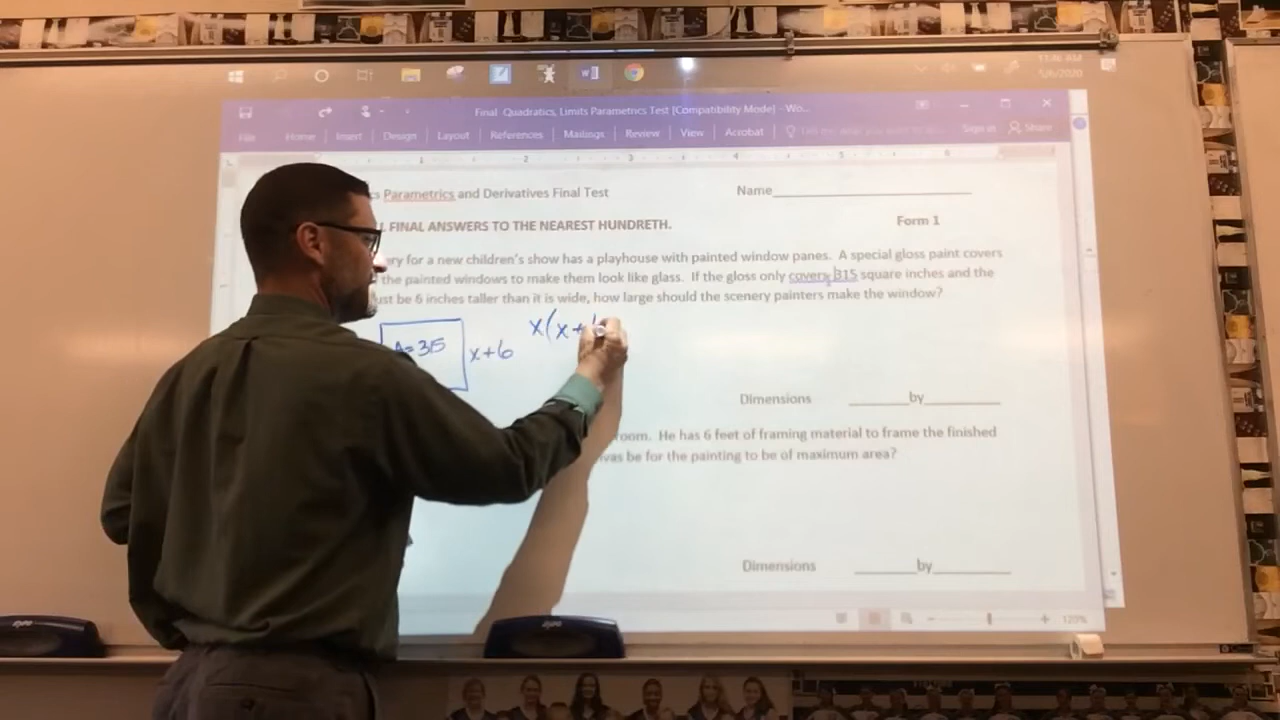 Final Quadratics, Limits Parametrics Test [Compatibility Mode] - Wo...
File Home Insert Design Layout References Mailings Review View Acrobat Sign in Share
Parametrics and Derivatives Final Test Name
FINAL ANSWERS TO THE NEAREST HUNDRETH. Form 1
for a new children's show has a playhouse with painted window panes. A special gloss paint covers
the painted windows to make them look like glass. If the gloss only covers 315 square inches and the
be 6 inches taller than it is wide, how large should the scenery painters make the window?
A=315 x+6 x(x+
Dimensions by
room. He has 6 feet of framing material to frame the finished
be for the painting to be of maximum area?
Dimensions by